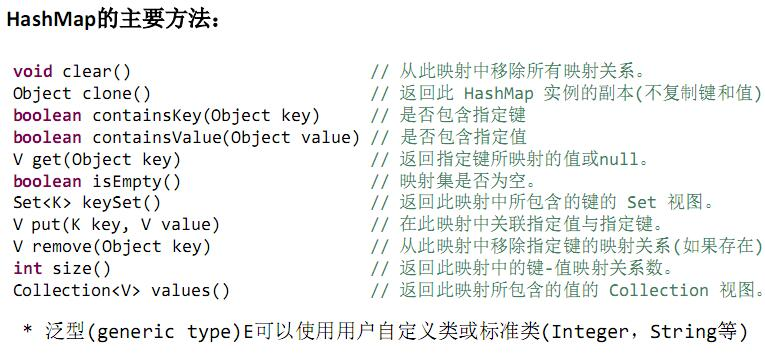 HashMap的主要方法:
void clear() // 从此映射中移除所有映射关系。
Object clone() // 返回此 HashMap 实例的副本(不复制键和值)
boolean containsKey(Object key) // 是否包含指定键
boolean containsValue(Object value) // 是否包含指定值
V get(Object key) // 返回指定键所映射的值或null。
boolean isEmpty() // 映射集是否为空。
Set<K> keySet() // 返回此映射中所包含的键的 Set 视图。
V put(K key, V value) // 在此映射中关联指定值与指定键。
V remove(Object key) // 从此映射中移除指定键的映射关系(如果存在)
int size() // 返回此映射中的键-值映射关系数。
Collection<V> values() // 返回此映射所包含的值的 Collection 视图。
* 泛型(generic type)E可以使用用户自定义类或标准类(Integer，String等)